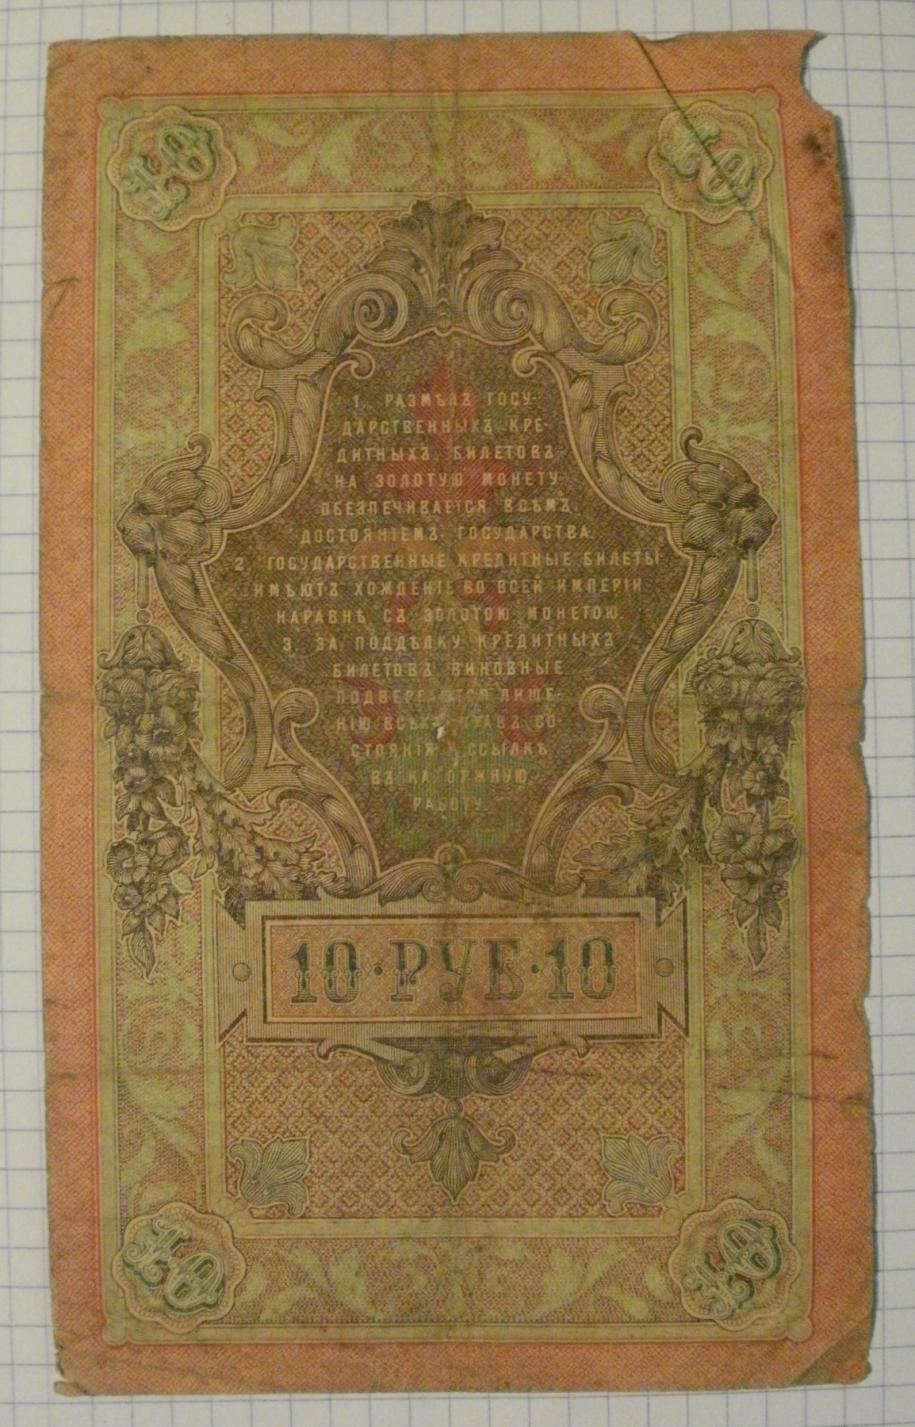 1. РАЗМѢНЪ ГОСУ-
ДАРСТВЕННЫХЪ КРЕ-
ДИТНЫХЪ БИЛЕТОВЪ
НА ЗОЛОТУЮ МОНЕТУ
ОБЕЗПЕЧИВАЕТСЯ ВСѢМЪ
ДОСТОЯНІЕМЪ ГОСУДАРСТВА.
2. ГОСУДАРСТВЕННЫЕ КРЕДИТНЫЕ БИЛЕТЫ
ИМѢЮТЪ ХОЖДЕНІЕ ВО ВСЕЙ ИМПЕРІИ
НАРАВНѢ СЪ ЗОЛОТОЮ МОНЕТОЮ.
3. ЗА ПОДДѢЛКУ КРЕДИТНЫХЪ
БИЛЕТОВЪ ВИНОВНЫЕ
ПОДВЕРГАЮТСЯ ЛИШЕ-
НІЮ ВСѢХЪ ПРАВЪ СО-
СТОЯНІЯ И ССЫЛКѢ
ВЪ КАТОРЖНУЮ
РАБОТУ.
10·РУБ·10